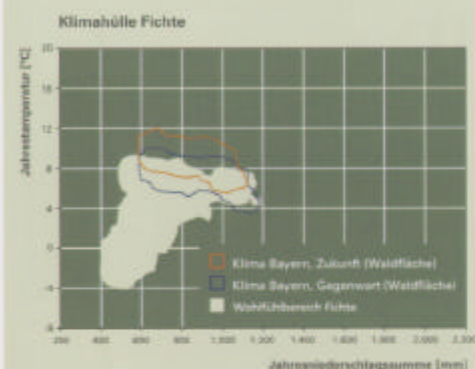 Klimahülle Fichte
Jahrestemperatur [°C]
20
16
12
8
4
0
-4
-8
Klima Bayern, Zukunft (Waldfläche)
Klima Bayern, Gegenwart (Waldfläche)
Wohlfühlbereich Fichte
200 400 600 800 1.000 1.200 1.400 1.600 1.800 2.000 2.200
Jahresniederschlagssumme [mm]